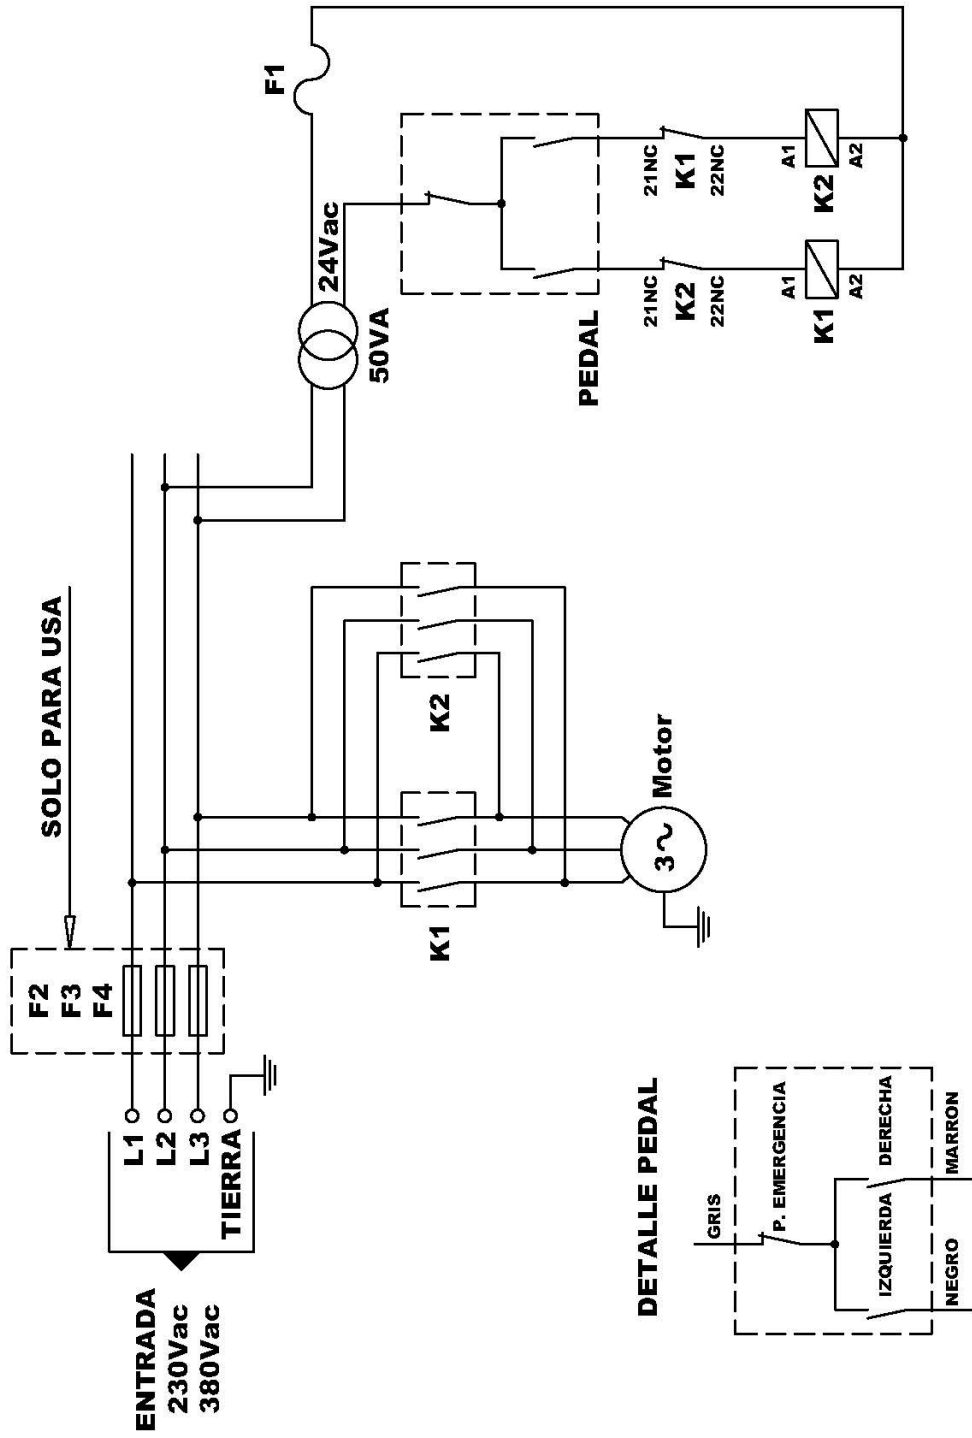 ENTRADA
230Vac
380Vac
L1
L2
L3
TIERRA
F2
F3
F4
SOLO PARA USA
K1
K2
3
Motor
50VA
24Vac
F1
PEDAL
21NC
K2
22NC
21NC
K1
22NC
A1
K1
A2
A1
K2
A2
DETALLE PEDAL
GRIS
P. EMERGENCIA
IZQUIERDA
DERECHA
NEGRO
MARRON